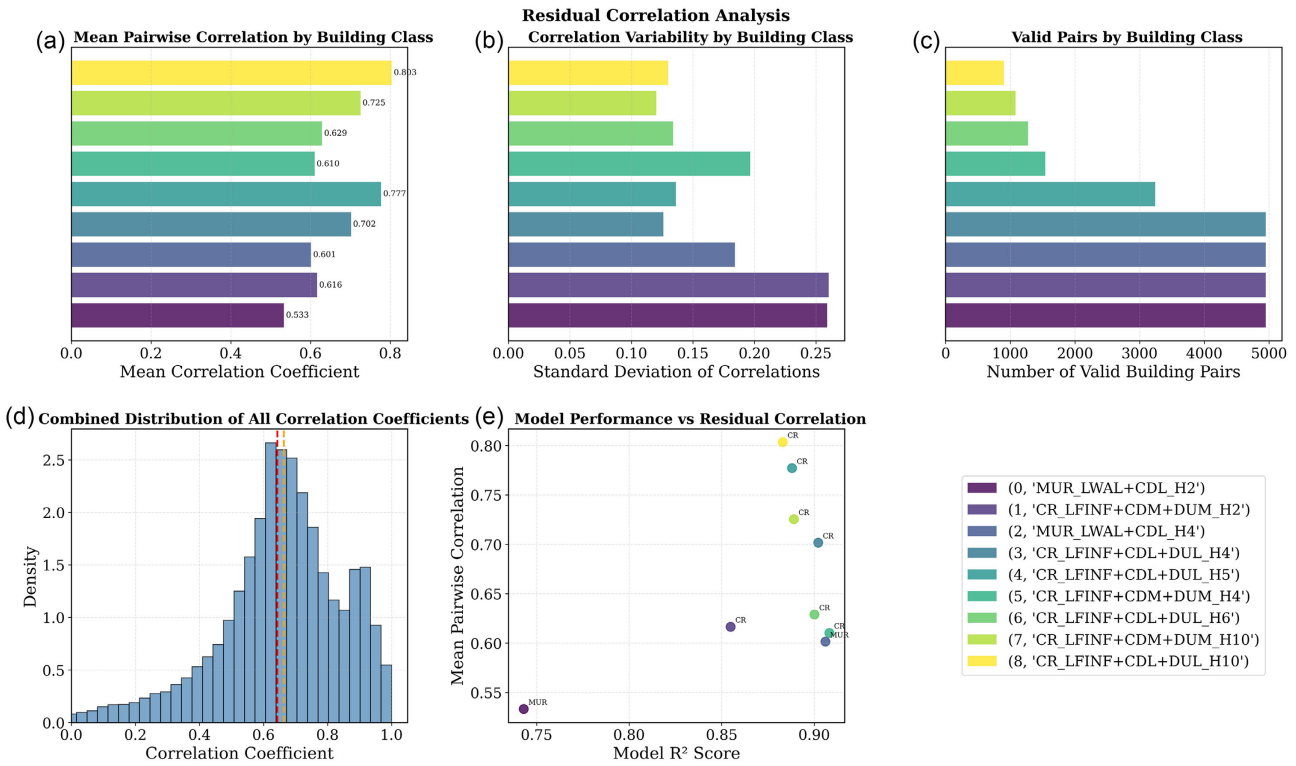 Residual Correlation Analysis
(a) Mean Pairwise Correlation by Building Class
0.803
0.725
0.629
0.610
0.777
0.702
0.601
0.616
0.533
0.0 0.2 0.4 0.6 0.8
Mean Correlation Coefficient
(b) Correlation Variability by Building Class
0.00 0.05 0.10 0.15 0.20 0.25
Standard Deviation of Correlations
(c) Valid Pairs by Building Class
0 1000 2000 3000 4000 5000
Number of Valid Building Pairs
(d) Combined Distribution of All Correlation Coefficients
Density
2.5
2.0
1.5
1.0
0.5
0.0
0.0 0.2 0.4 0.6 0.8 1.0
Correlation Coefficient
(e) Model Performance vs Residual Correlation
Mean Pairwise Correlation
0.80
0.75
0.70
0.65
0.60
0.55
CR
CR
CR
CR
CR
CR
CR
MUR
MUR
0.75 0.80 0.85 0.90
Model R² Score
(0, 'MUR_LWAL+CDL_H2')
(1, 'CR_LFINF+CDM+DUM_H2')
(2, 'MUR_LWAL+CDL_H4')
(3, 'CR_LFINF+CDL+DUL_H4')
(4, 'CR_LFINF+CDL+DUL_H5')
(5, 'CR_LFINF+CDM+DUM_H4')
(6, 'CR_LFINF+CDL+DUL_H6')
(7, 'CR_LFINF+CDM+DUM_H10')
(8, 'CR_LFINF+CDL+DUL_H10')